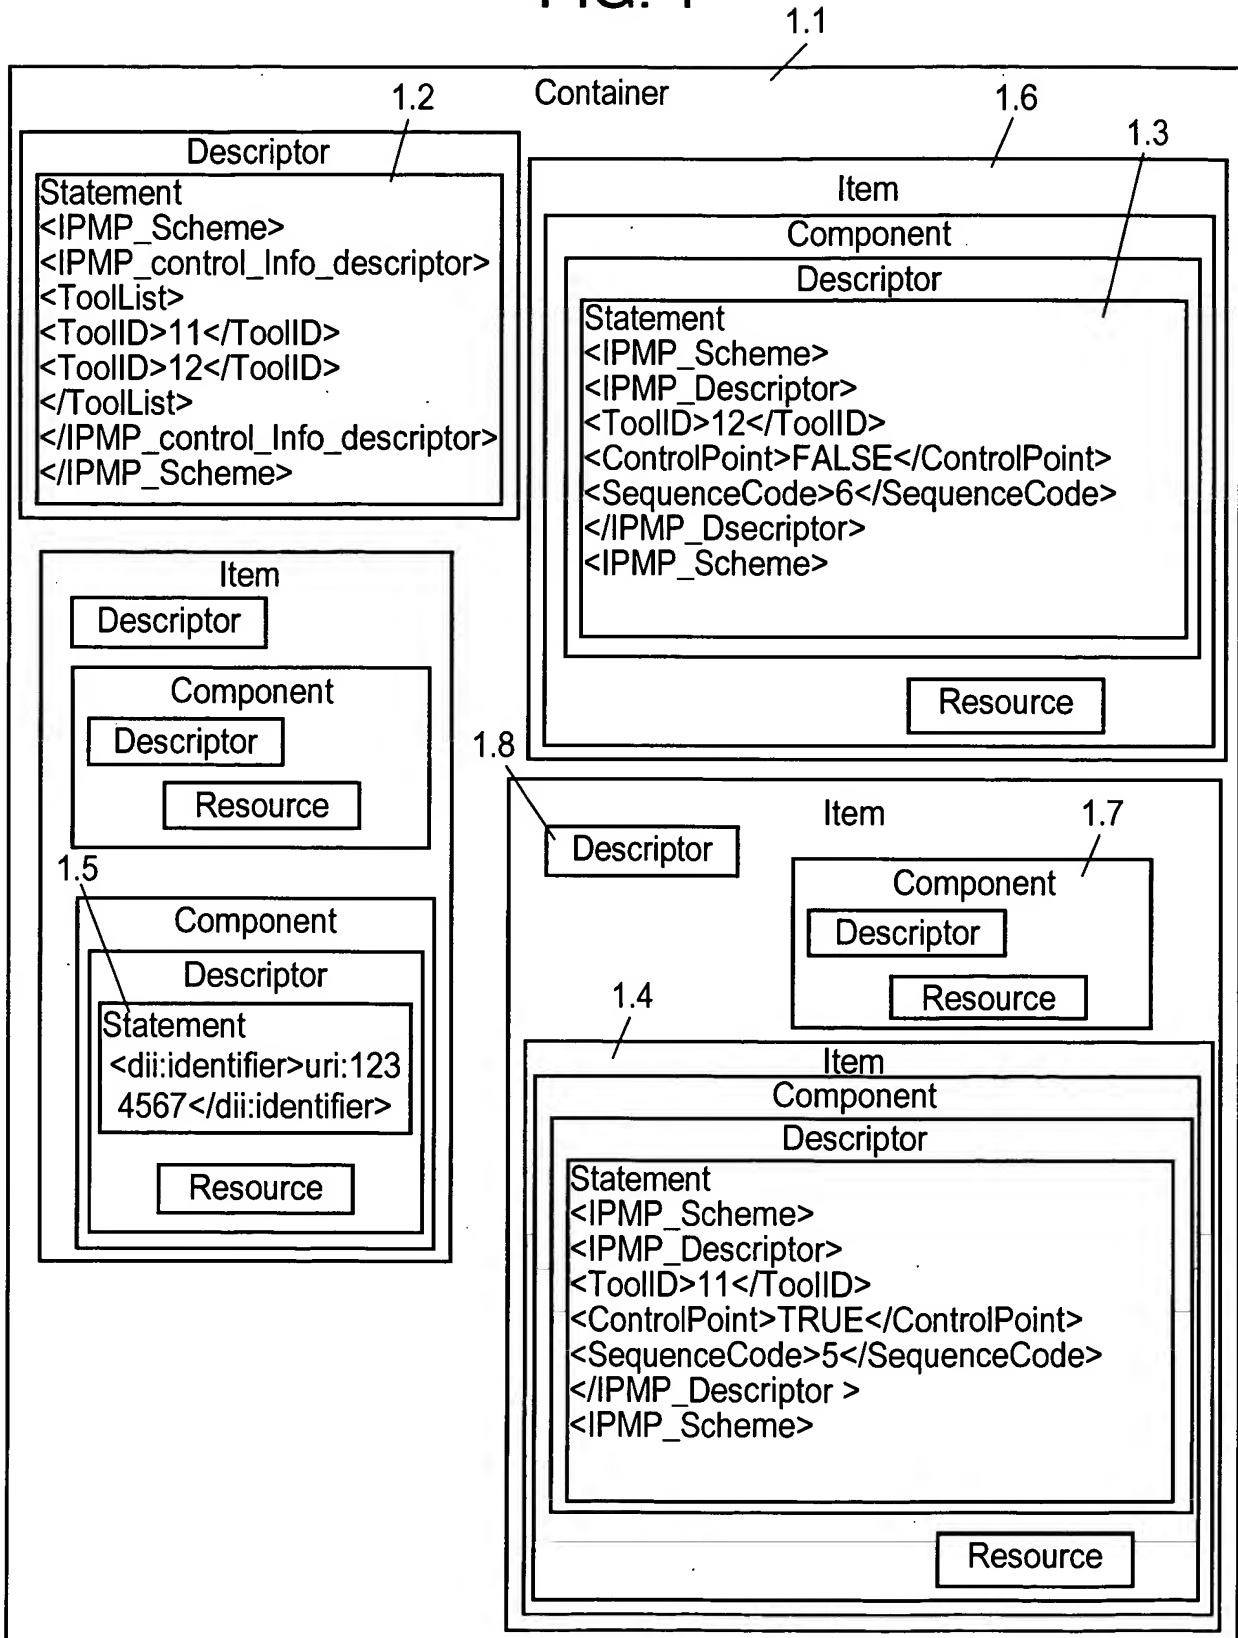 FIG. 1
1.1
Container
1.2
1.6
1.3
Descriptor
Statement
<IPMP_Scheme>
<IPMP_control_Info_descriptor>
<ToolList>
<ToolID>11</ToolID>
<ToolID>12</ToolID>
</ToolList>
</IPMP_control_Info_descriptor>
</IPMP_Scheme>
Item
Component
Descriptor
Statement
<IPMP_Scheme>
<IPMP_Descriptor>
<ToolID>12</ToolID>
<ControlPoint>FALSE</ControlPoint>
<SequenceCode>6</SequenceCode>
</IPMP_Dsecriptor>
<IPMP_Scheme>
Resource
Item
Descriptor
Component
Descriptor
Resource
1.5
Component
Descriptor
Statement
<dii:identifier>uri:123
4567</dii:identifier>
Resource
1.8
Item
1.7
Descriptor
Component
Descriptor
Resource
1.4
Item
Component
Descriptor
Statement
<IPMP_Scheme>
<IPMP_Descriptor>
<ToolID>11</ToolID>
<ControlPoint>TRUE</ControlPoint>
<SequenceCode>5</SequenceCode>
</IPMP_Descriptor >
<IPMP_Scheme>
Resource